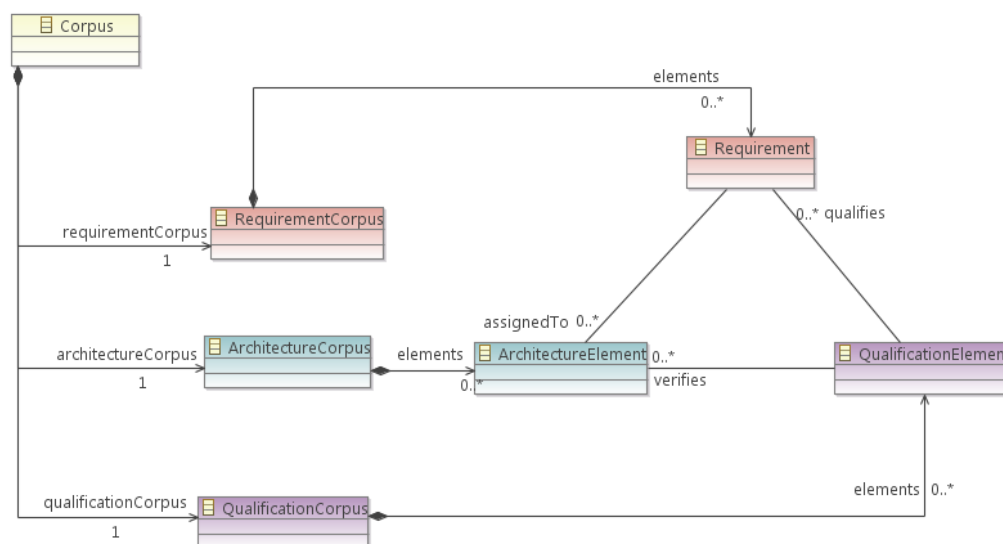 Corpus
elements
0..*
Requirement
RequirementCorpus
0..* qualifies
requirementCorpus
1
assignedTo 0..*
ArchitectureCorpus
architectureCorpus
1
elements
0..*
ArchitectureElement
0..*
verifies
QualificationElement
qualificationCorpus
1
QualificationCorpus
elements 0..*